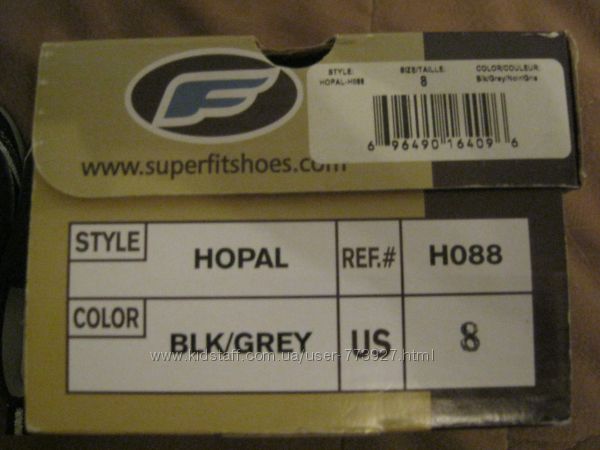 F
STYLE: SIZE/TAILLE: COLOR/COULEUR:
HOPAL-H088 8 Blk/Grey/Noir/Gris
6 96490 16409 6
www.superfitshoes.com
STYLE HOPAL REF.# H088
COLOR BLK/GREY US 8
www.kidstaff.com.ua/user-773927.html